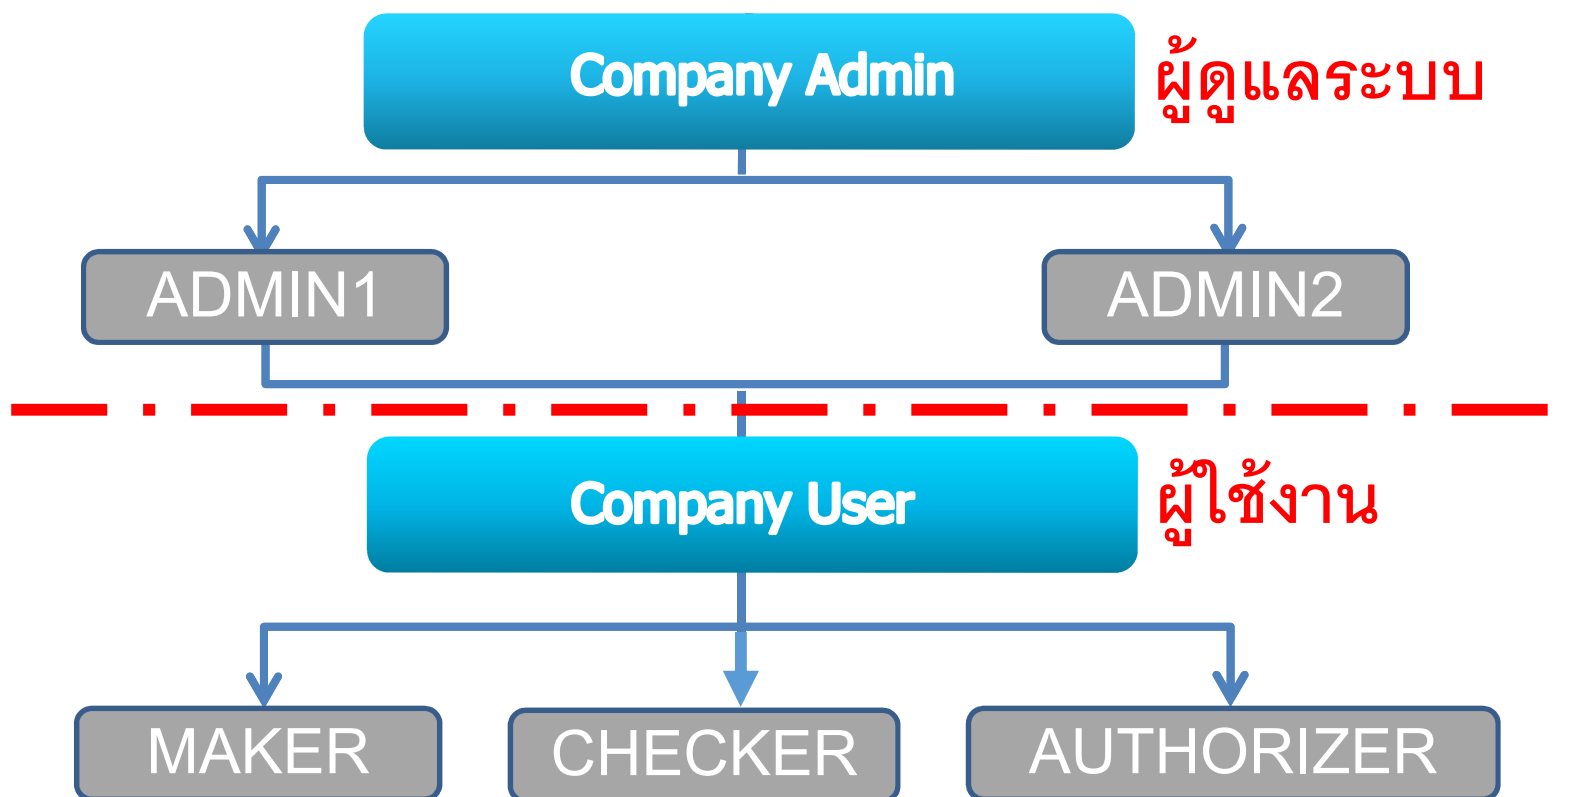 Company Admin
ผู้ดูแลระบบ
ADMIN1
ADMIN2
Company User
ผู้ใช้งาน
MAKER
CHECKER
AUTHORIZER